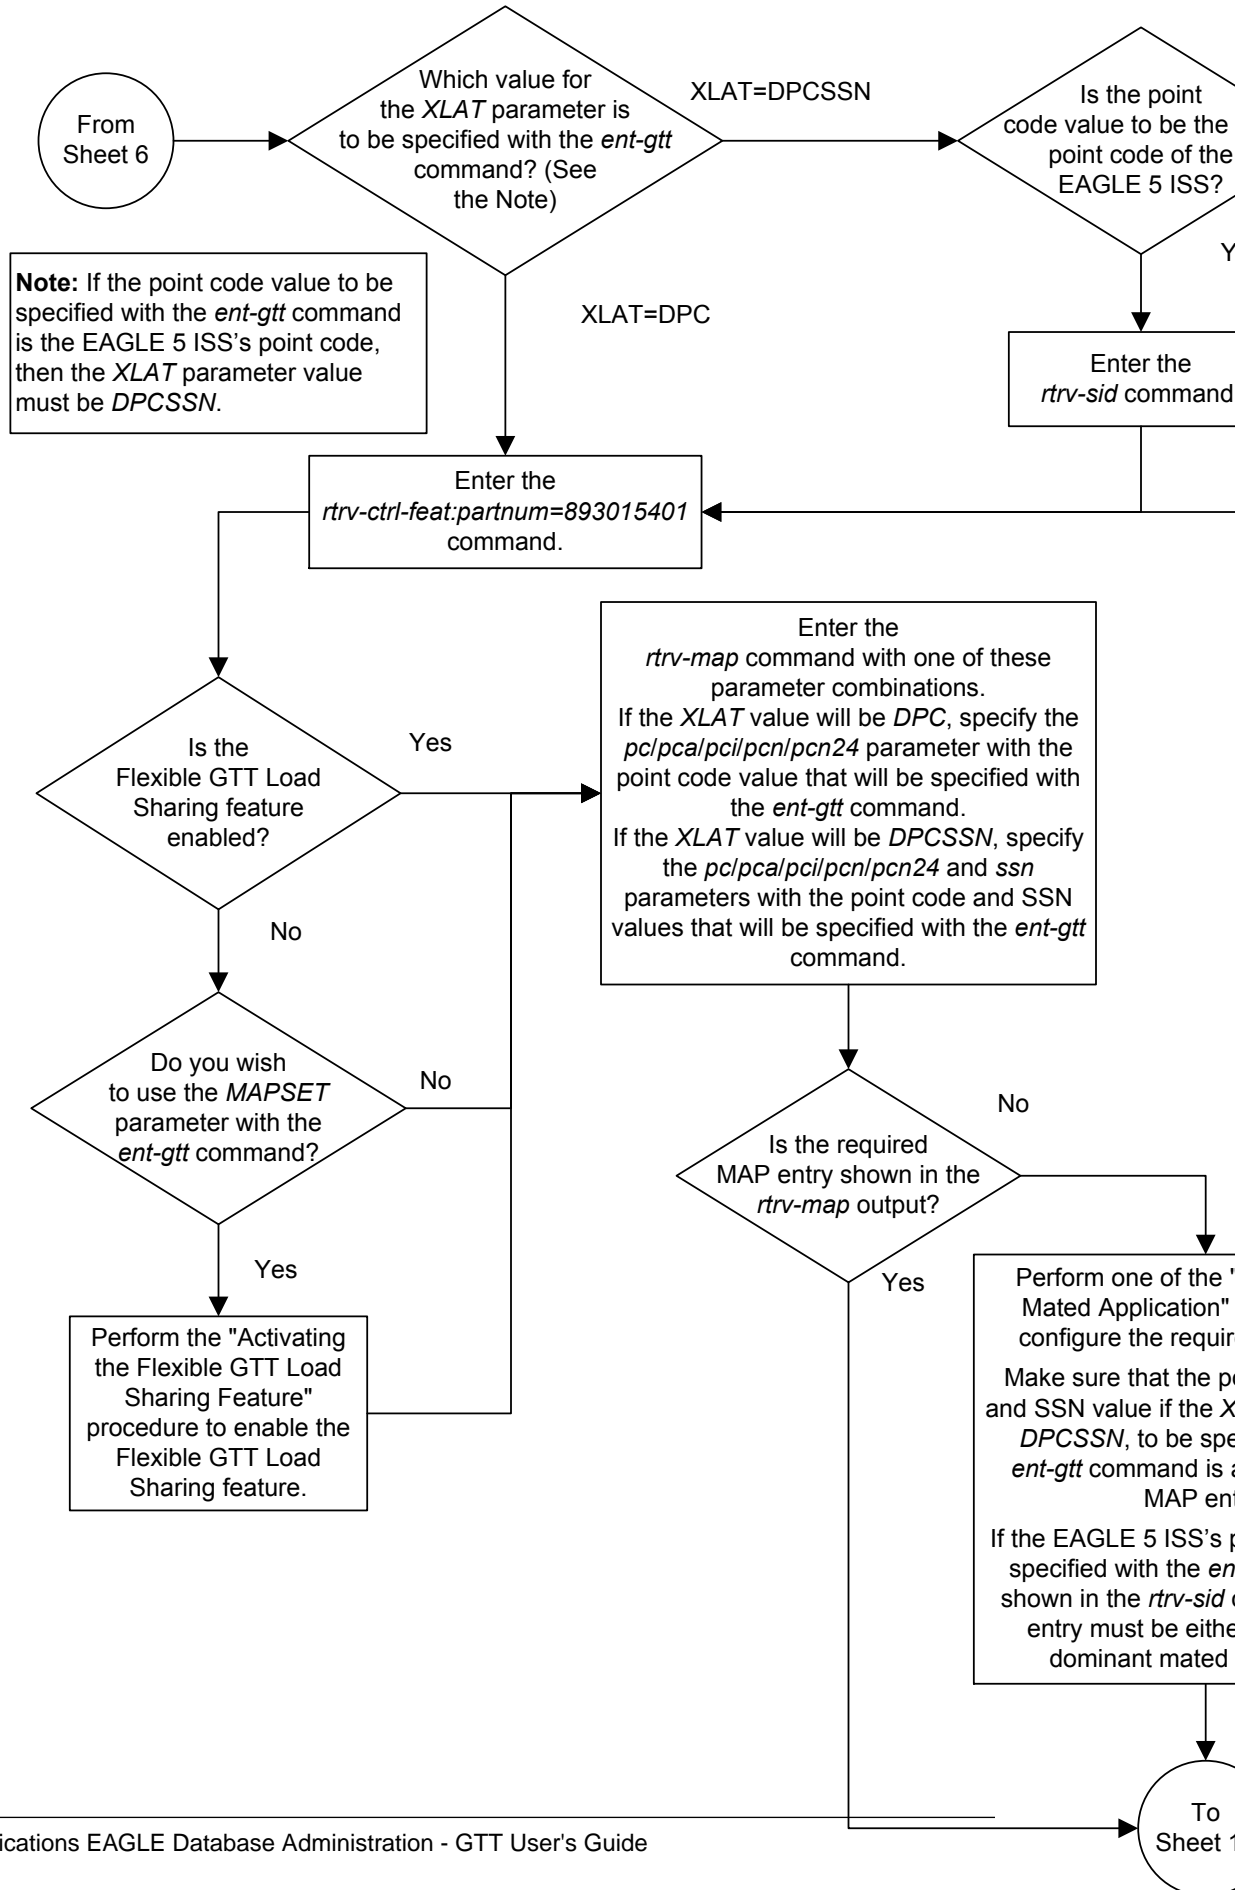 From
Sheet 6
Which value for
the XLAT parameter is
to be specified with the ent-gtt
command? (See
the Note)
XLAT=DPCSSN
Is the point
code value to be the
point code of the
EAGLE 5 ISS?
Note: If the point code value to be
specified with the ent-gtt command
is the EAGLE 5 ISS's point code,
then the XLAT parameter value
must be DPCSSN.
XLAT=DPC
Enter the
rtrv-sid command
Enter the
rtrv-ctrl-feat:partnum=893015401
command.
Is the
Flexible GTT Load
Sharing feature
enabled?
Yes
No
Enter the
rtrv-map command with one of these
parameter combinations.
If the XLAT value will be DPC, specify the
pc/pca/pci/pcn/pcn24 parameter with the
point code value that will be specified with
the ent-gtt command.
If the XLAT value will be DPCSSN, specify
the pc/pca/pci/pcn/pcn24 and ssn
parameters with the point code and SSN
values that will be specified with the ent-gtt
command.
Do you wish
to use the MAPSET
parameter with the
ent-gtt command?
No
Yes
Is the required
MAP entry shown in the
rtrv-map output?
No
Yes
Perform the "Activating
the Flexible GTT Load
Sharing Feature"
procedure to enable the
Flexible GTT Load
Sharing feature.
Perform one of the "
Mated Application"
configure the
Make sure that the
and SSN value if the
DPCSSN, to be
ent-gtt command is
MAP
If the EAGLE 5 ISS's
specified with the
shown in the rtrv-sid
entry must be
dominant mated
To
Sheet
EAGLE Database Administration - GTT User's Guide